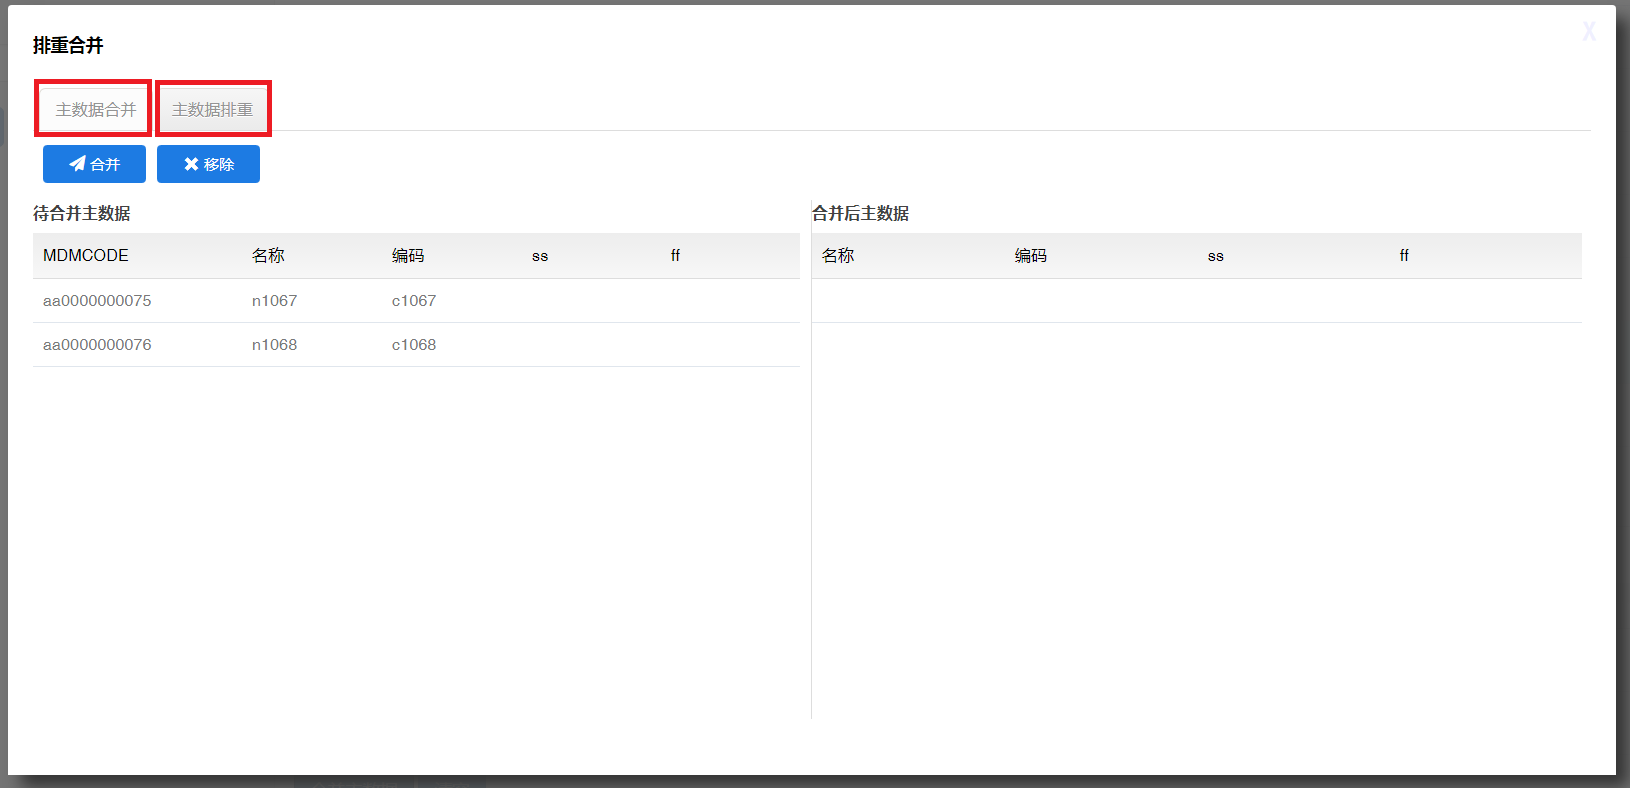 排重合并
X
主数据合并 主数据排重
合并 移除
待合并主数据
MDMCODE 名称 编码 ss ff
aa0000000075 n1067 c1067
aa0000000076 n1068 c1068
合并后主数据
名称 编码 ss ff